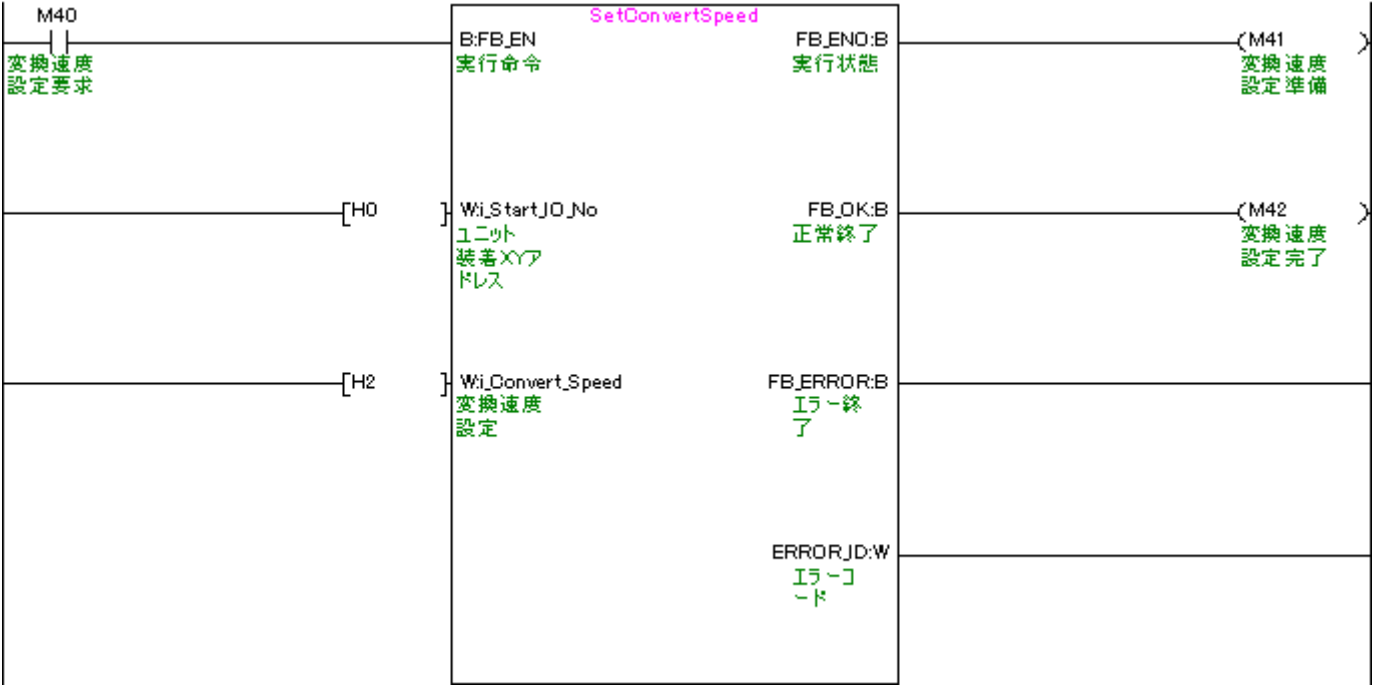 M40
変換速度
設定要求
SetConvertSpeed
B:FB_EN
実行命令
FB_ENO:B
実行状態
(M41 )
変換速度
設定準備
[H0 ]
W:i_Start_IO_No
ユニット
装着XYア
ドレス
FB_OK:B
正常終了
(M42 )
変換速度
設定完了
[H2 ]
W:i_Convert_Speed
変換速度
設定
FB_ERROR:B
エラー終
了
ERROR_ID:W
エラーコ
ード